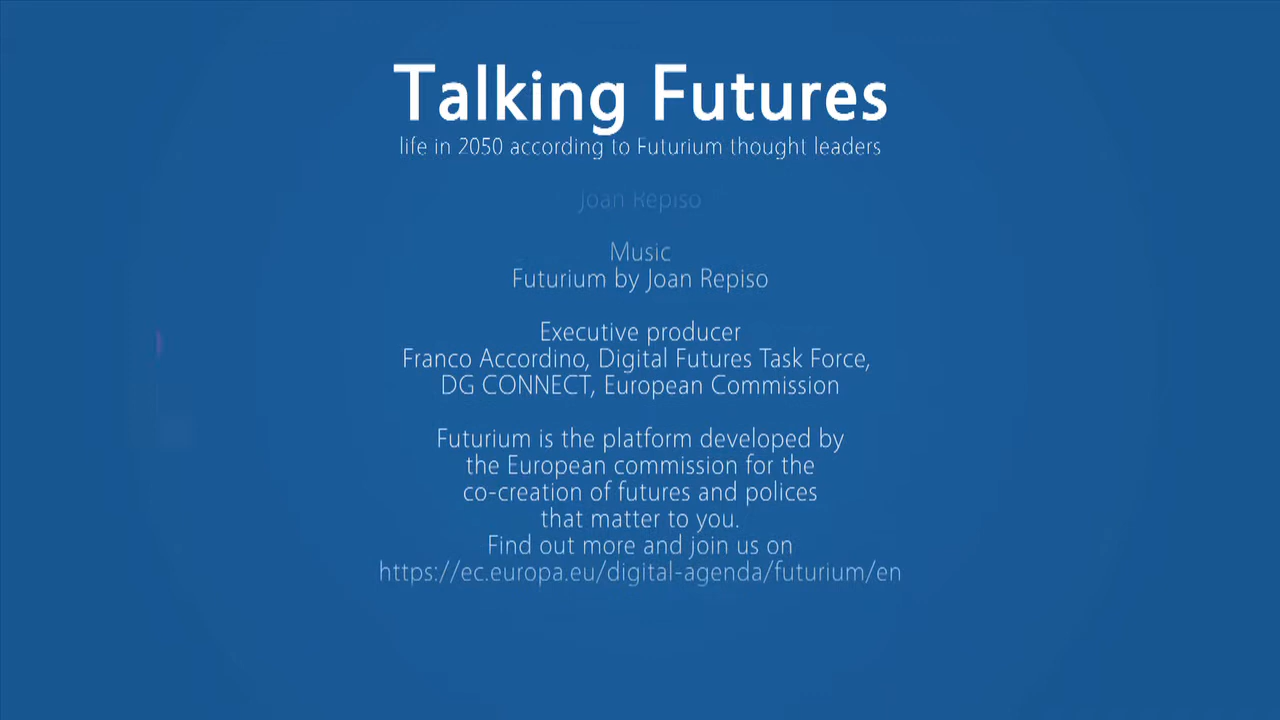 Talking Futures
life in 2050 according to Futurium thought leaders
Joan Repiso
Music
Futurium by Joan Repiso
Executive producer
Franco Accordino, Digital Futures Task Force,
DG CONNECT, European Commission
Futurium is the platform developed by
the European commission for the
co-creation of futures and polices
that matter to you.
Find out more and join us on
https://ec.europa.eu/digital-agenda/futurium/en